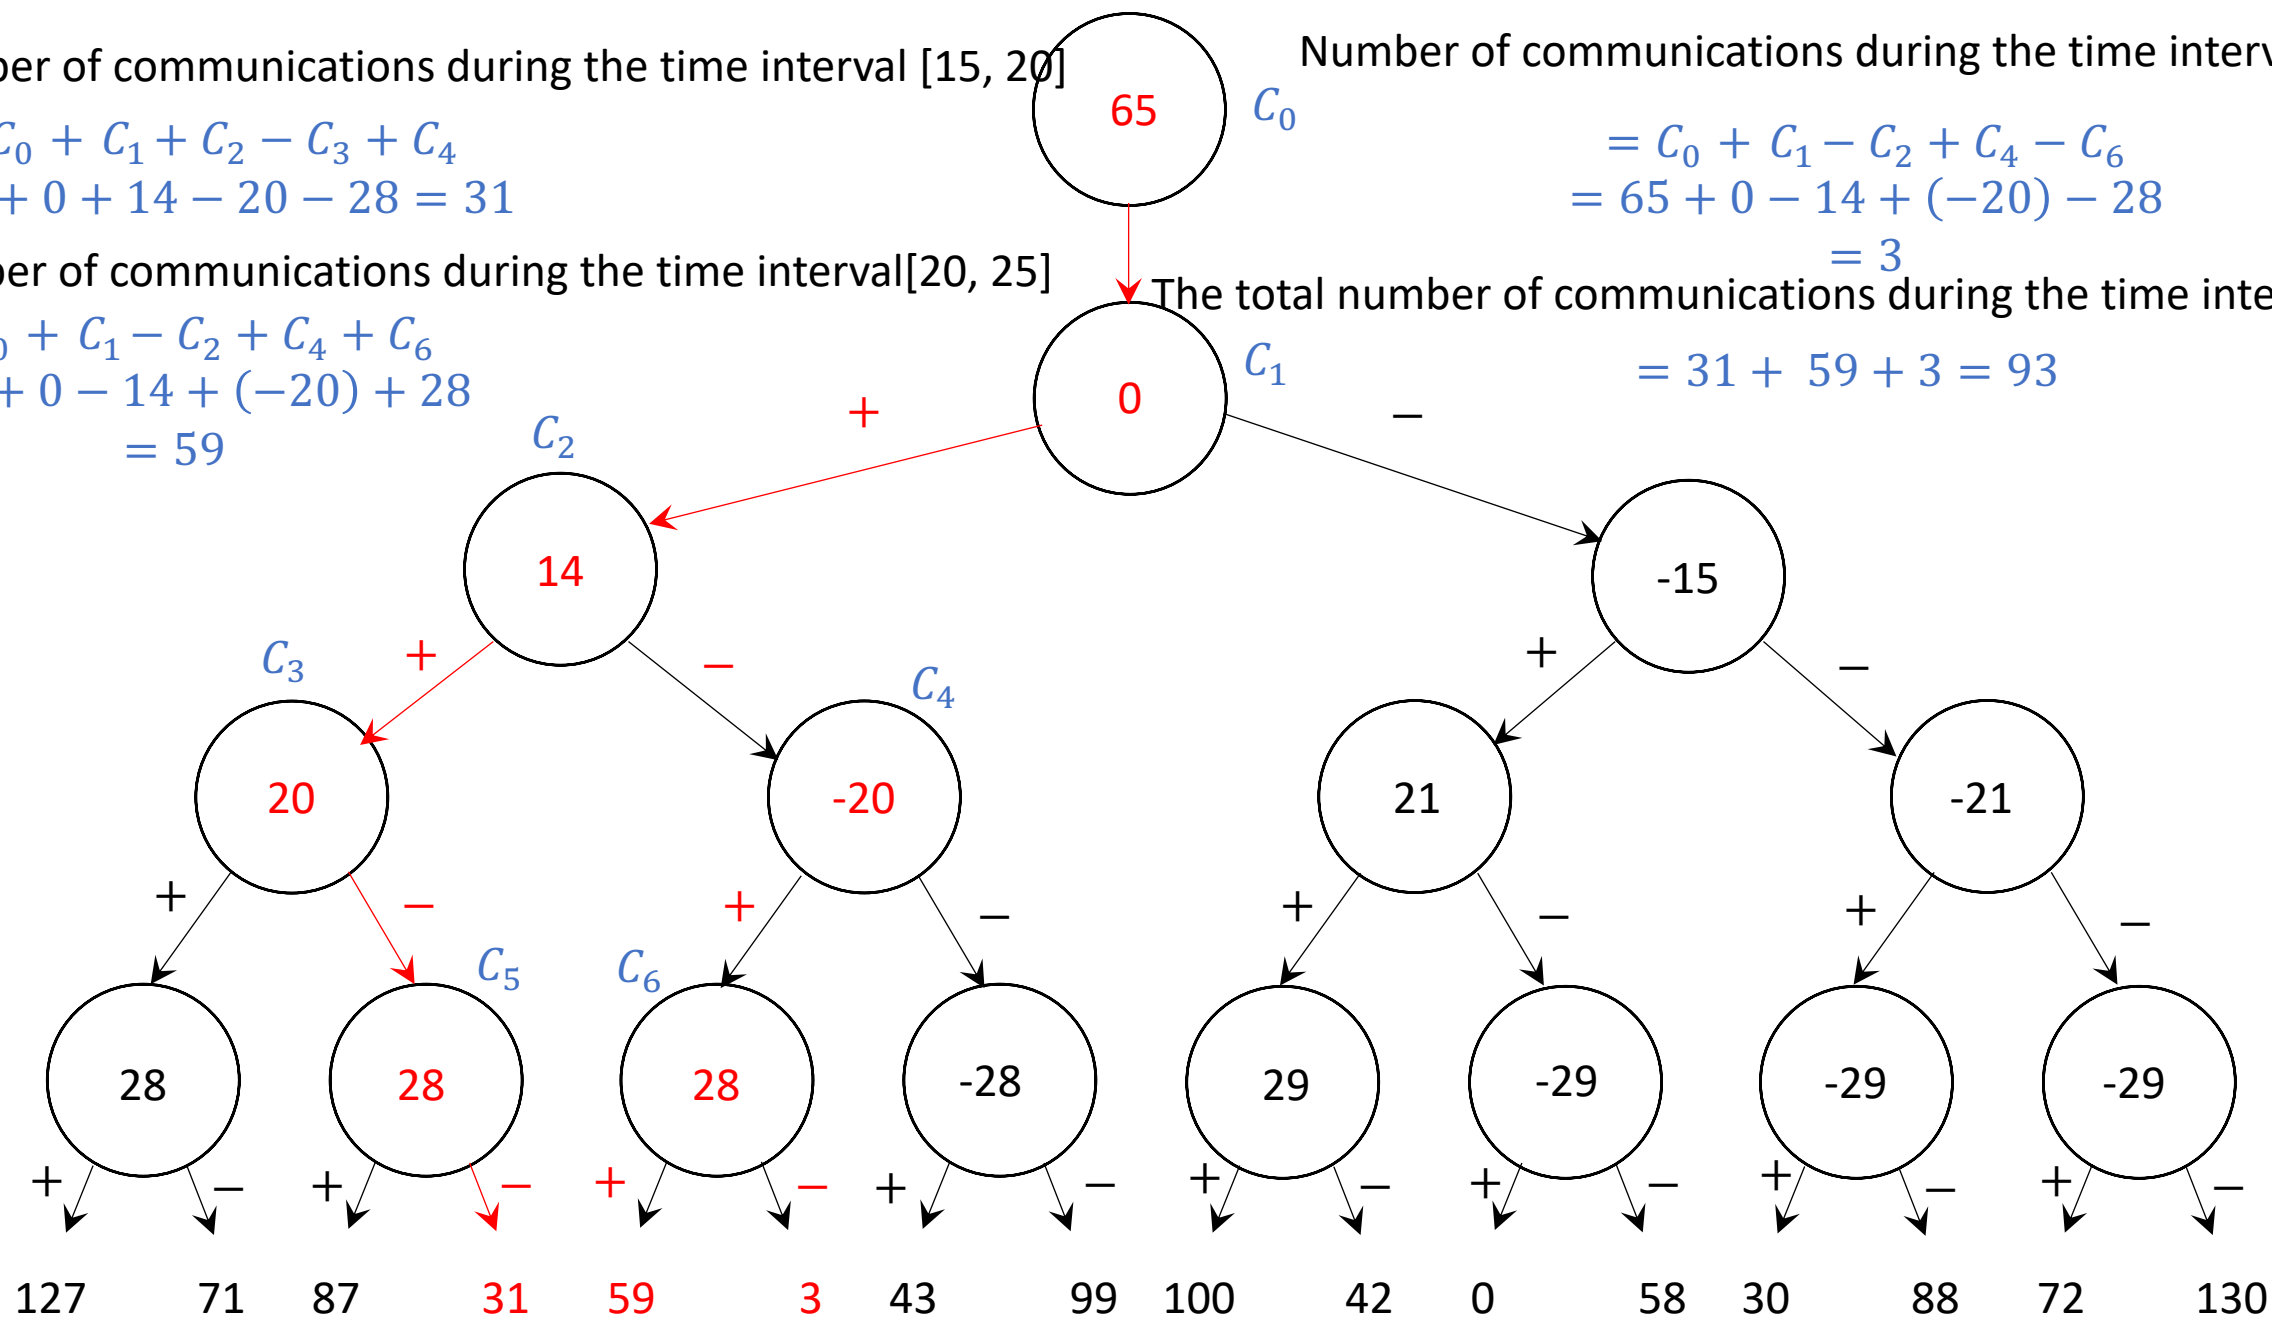 ber of communications during the time interval [15, 20]
C₀ + C₁ + C₂ − C₃ + C₄
+ 0 + 14 − 20 − 28 = 31
ber of communications during the time interval[20, 25]
₀ + C₁ − C₂ + C₄ + C₆
+ 0 − 14 + (−20) + 28
= 59
65
C₀
Number of communications during the time interv
= C₀ + C₁ − C₂ + C₄ − C₆
= 65 + 0 − 14 + (−20) − 28
= 3
The total number of communications during the time inte
= 31 + 59 + 3 = 93
0
C₁
+ −
C₂
14
-15
+ − + −
C₃ C₄
20 -20 21 -21
+ − + − + − + −
C₅ C₆
28 28 28 -28 29 -29 -29 -29
+ − + − + − + − + − + − + − + −
127 71 87 31 59 3 43 99 100 42 0 58 30 88 72 130